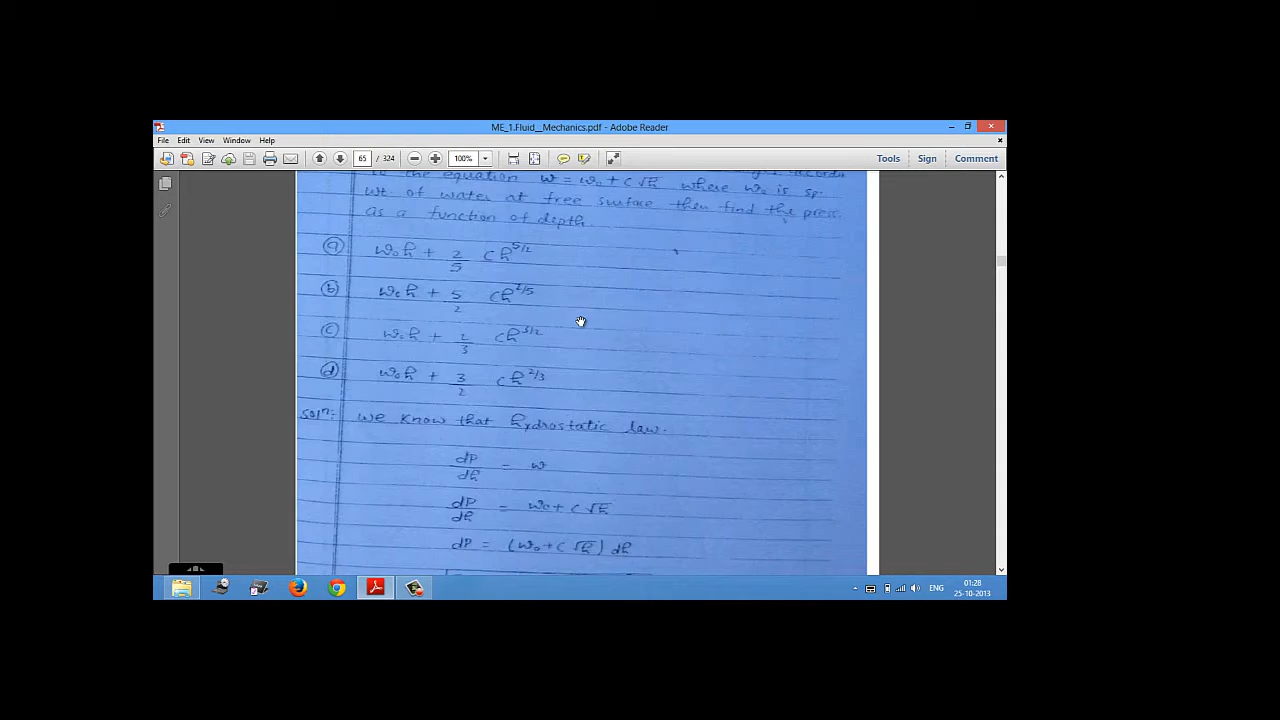 ME_1.Fluid__Mechanics.pdf - Adobe Reader
File Edit View Window Help
65 / 324 100% Tools Sign Comment
to the equation w = w₀ + c√h where w₀ is sp.
wt. of water at free surface then find the press.
as a function of depth.
(a) w₀h + 2/5 ch^5/2
(b) w₀h + 5/2 ch^2/5
(c) w₀h + 2/3 ch^3/2
(d) w₀h + 3/2 ch^2/3
Solⁿ: we know that hydrostatic law.
dP/dh = w
dP/dh = w₀ + c√h
dP = (w₀ + c√h) dh
ENG 01:28
25-10-2013